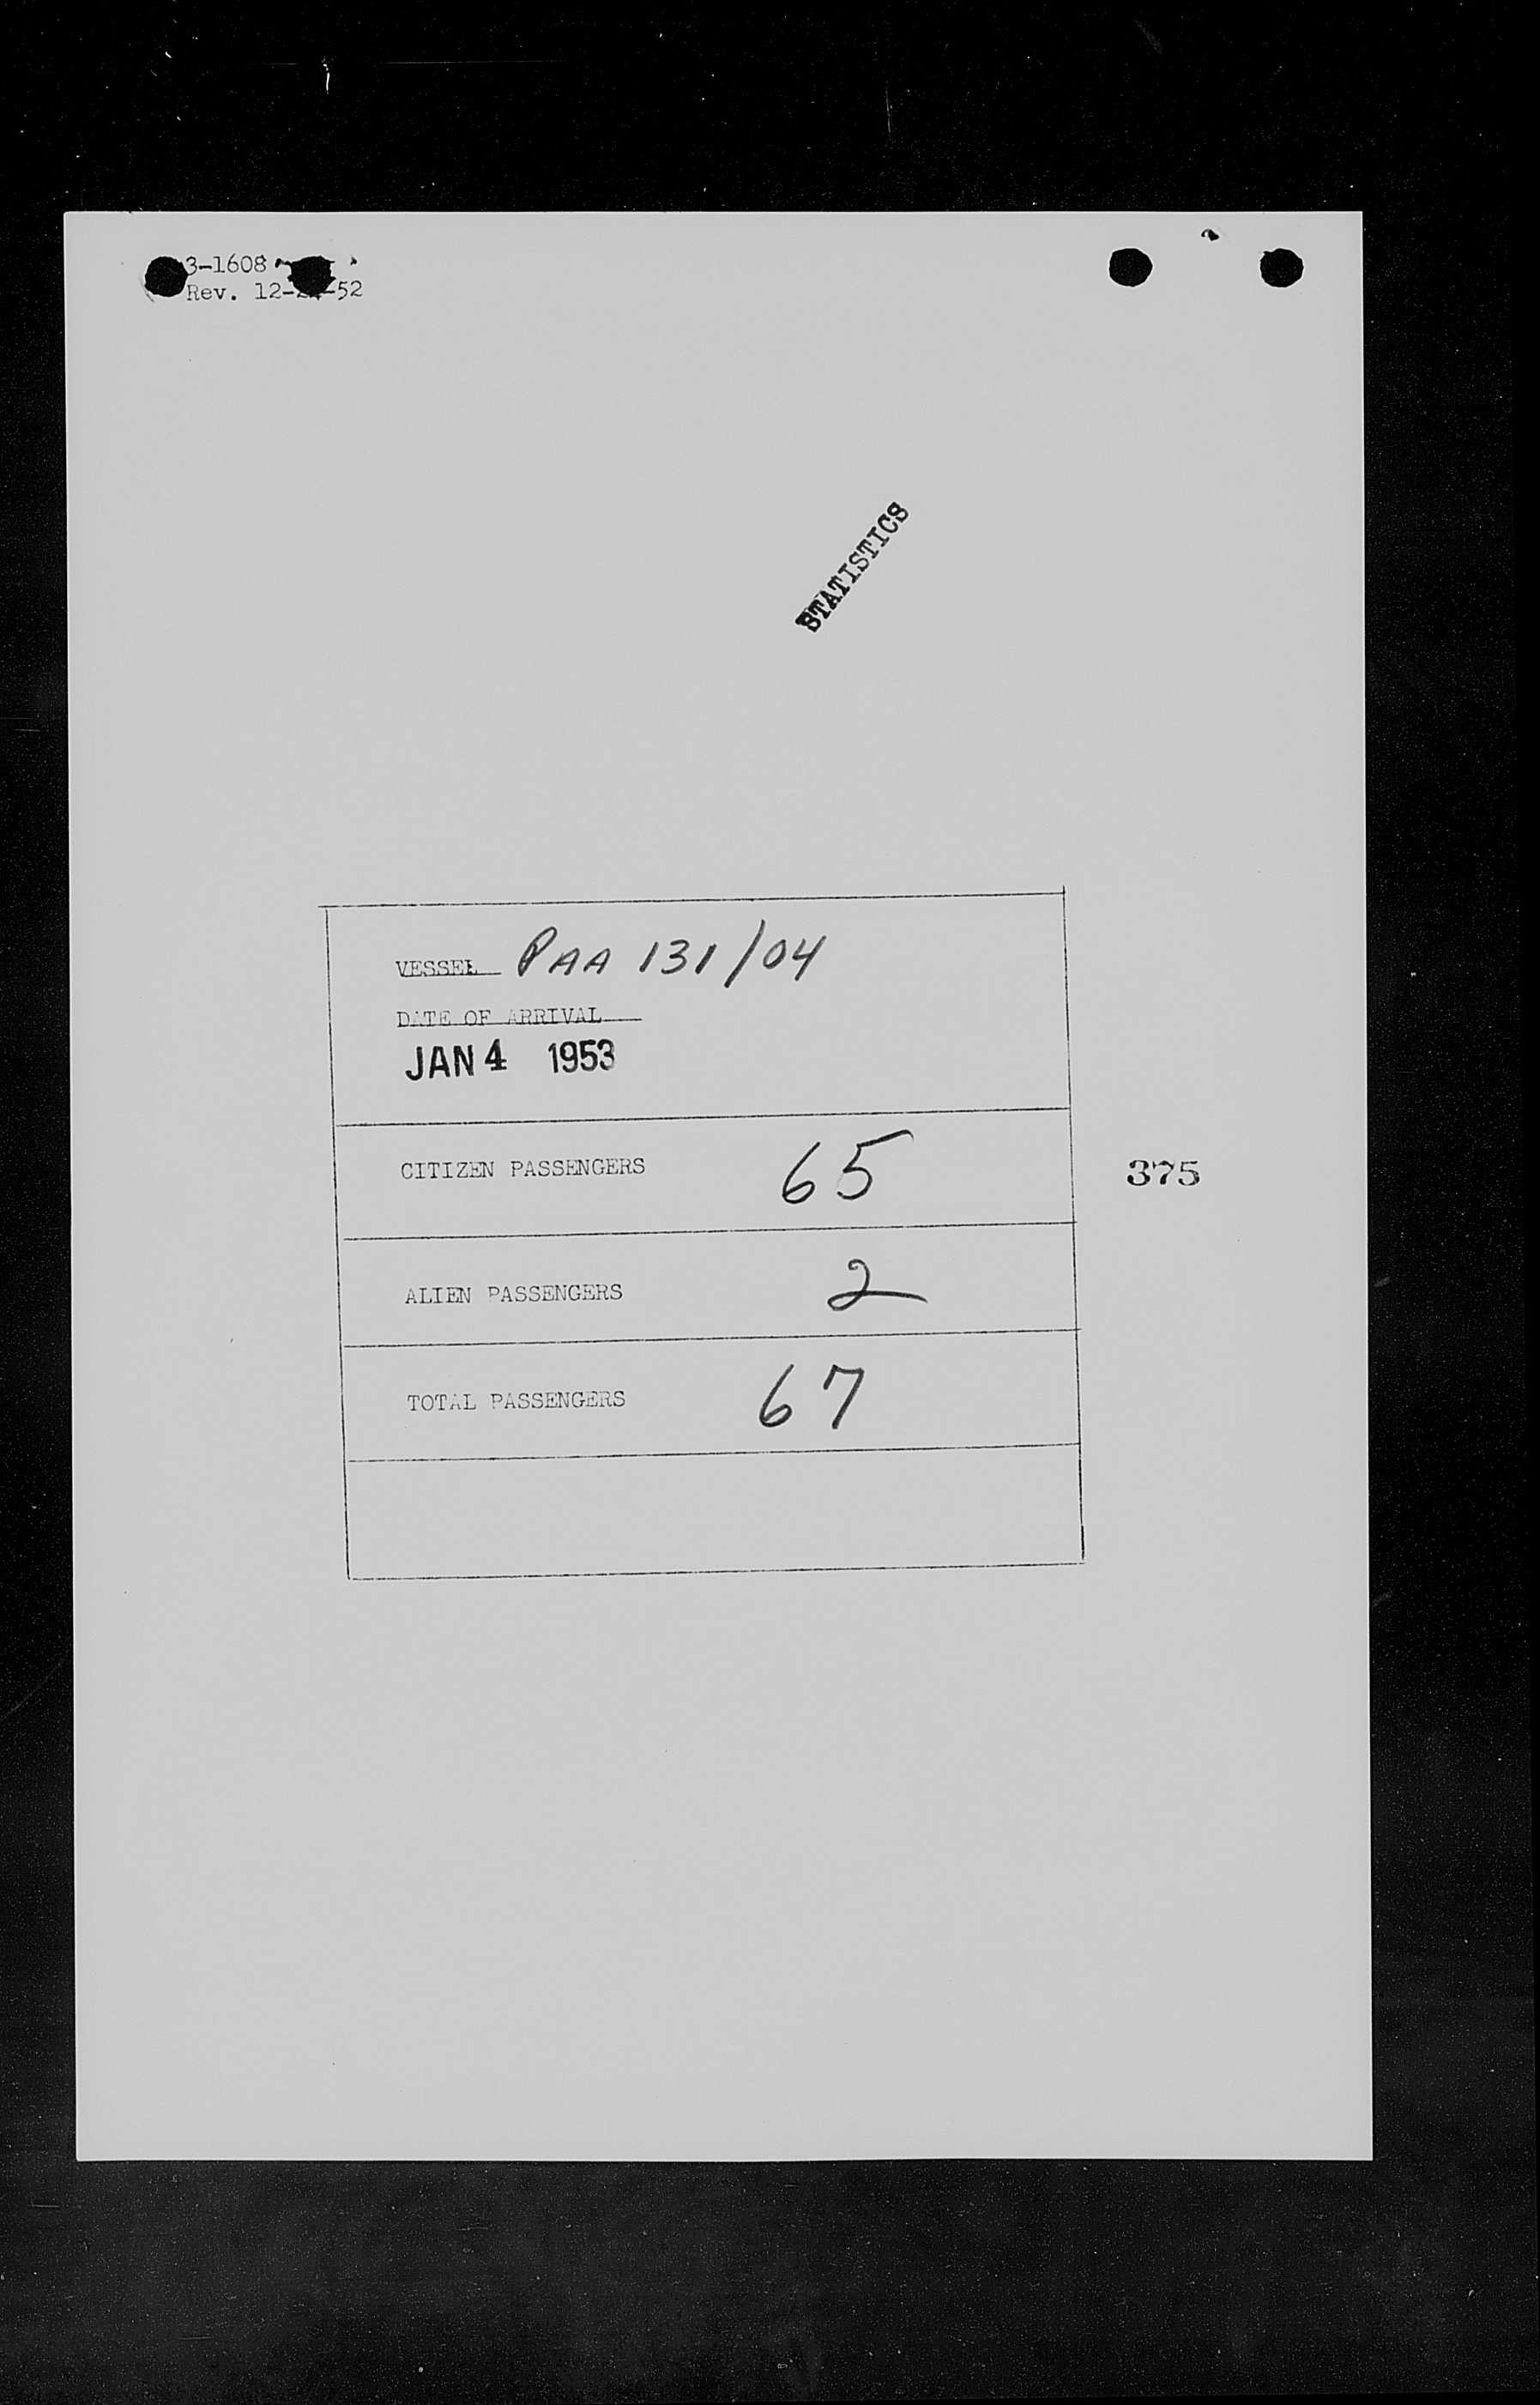 3-1608
Rev. 12-24-52
STATISTICS
VESSEL PAA 131/04
DATE OF ARRIVAL
JAN 4 1953
CITIZEN PASSENGERS 65
375
ALIEN PASSENGERS 2
TOTAL PASSENGERS 67